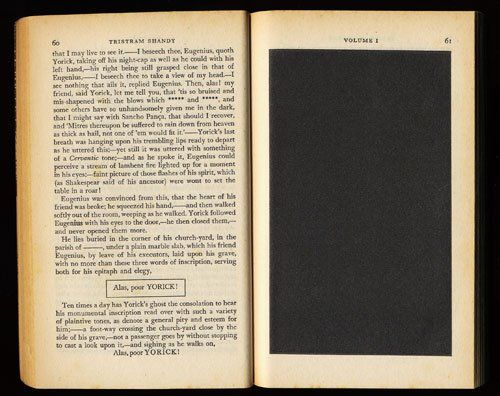 60 TRISTRAM SHANDY
that I may live to see it.——I beseech thee, Eugenius, quoth
Yorick, taking off his night-cap as well as he could with his
left hand,—his right being still grasped close in that of
Eugenius,——I beseech thee to take a view of my head.—I
see nothing that ails it, replied Eugenius. Then, alas! my
friend, said Yorick, let me tell you, that 'tis so bruised and
mis-shapened with the blows which ***** and *****, and
some others have so unhandsomely given me in the dark,
that I might say with Sancho Pança, that should I recover,
and 'Mitres thereupon be suffered to rain down from heaven
as thick as hail, not one of 'em would fit it.'——Yorick's last
breath was hanging upon his trembling lips ready to depart
as he uttered this:—yet still it was uttered with something
of a Cervantic tone;—and as he spoke it, Eugenius could
perceive a stream of lambent fire lighted up for a moment
in his eyes;—faint picture of those flashes of his spirit, which
(as Shakespear said of his ancestor) were wont to set the
table in a roar!
Eugenius was convinced from this, that the heart of his
friend was broke; he squeezed his hand,——and then walked
softly out of the room, weeping as he walked. Yorick followed
Eugenius with his eyes to the door,—he then closed them,—
and never opened them more.
He lies buried in the corner of his church-yard, in the
parish of ———, under a plain marble slab, which his friend
Eugenius, by leave of his executors, laid upon his grave,
with no more than these three words of inscription, serving
both for his epitaph and elegy,
Alas, poor YORICK!
Ten times a day has Yorick's ghost the consolation to hear
his monumental inscription read over with such a variety
of plaintive tones, as denote a general pity and esteem for
him;——a foot-way crossing the church-yard close by the
side of his grave,—not a passenger goes by without stopping
to cast a look upon it,—and sighing as he walks on,
Alas, poor YORICK!
VOLUME I 61